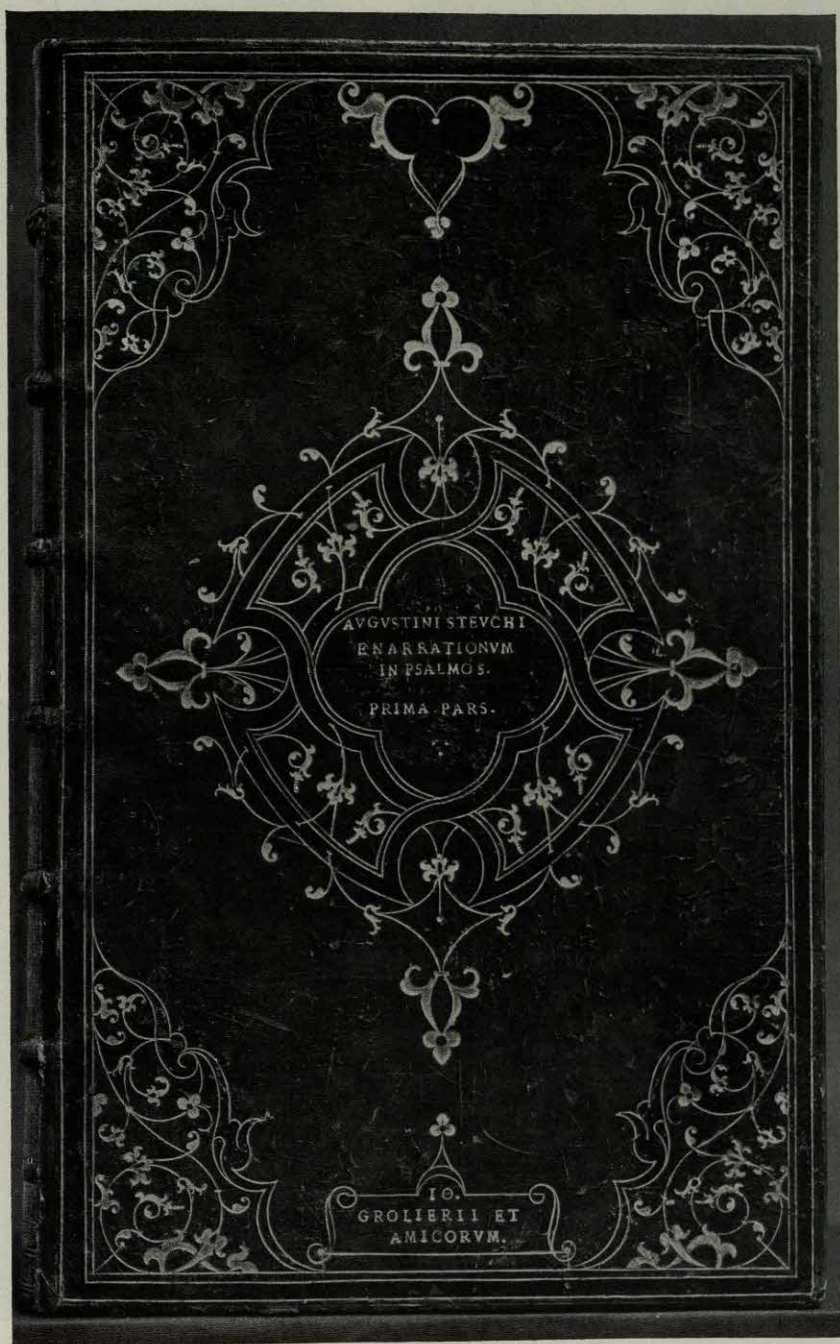 AVGVSTINI STEVCHI
ENARRATIONVM
IN PSALMOS.
PRIMA PARS.
IO.
GROLIERII ET
AMICORVM.